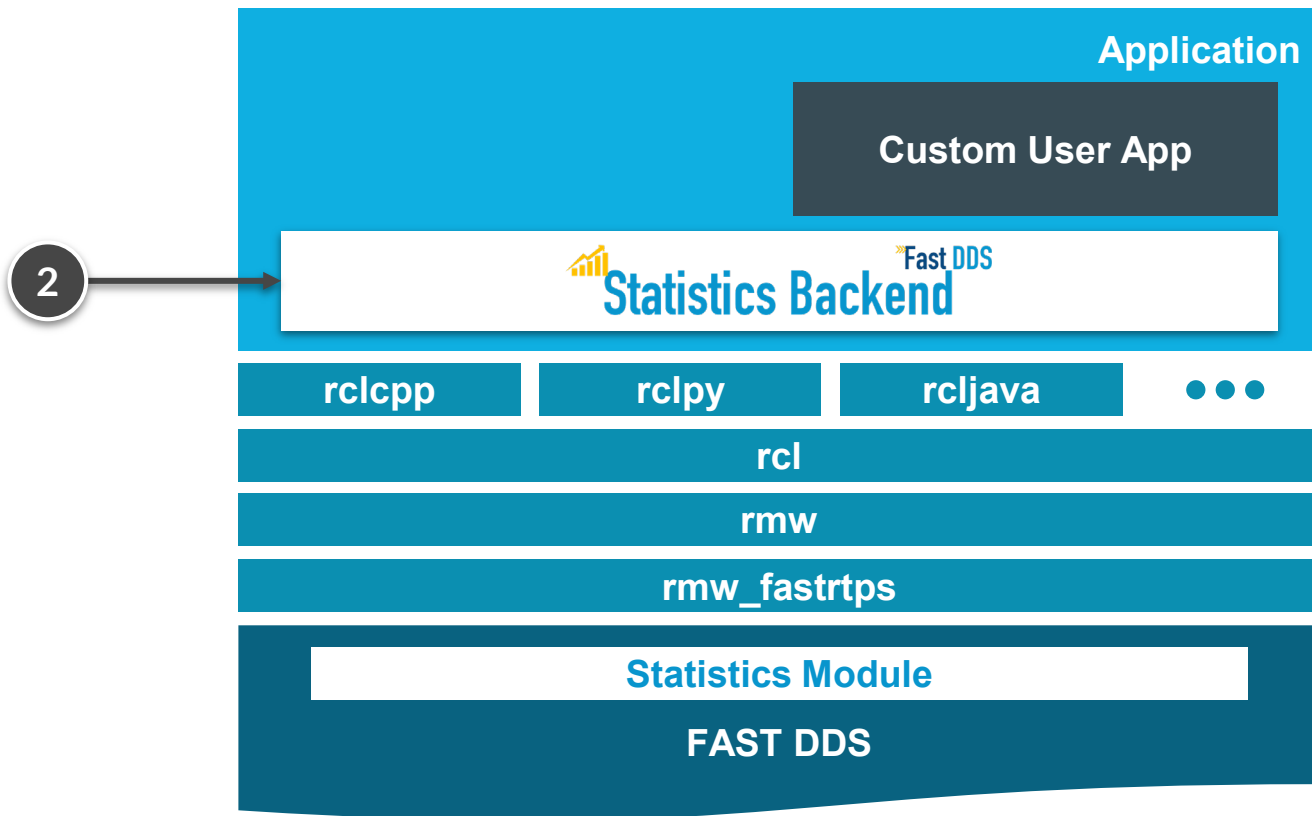 Application
Custom User App
2
Fast DDS
Statistics Backend
rclcpp
rclpy
rcljava
rcl
rmw
rmw_fastrtps
Statistics Module
FAST DDS